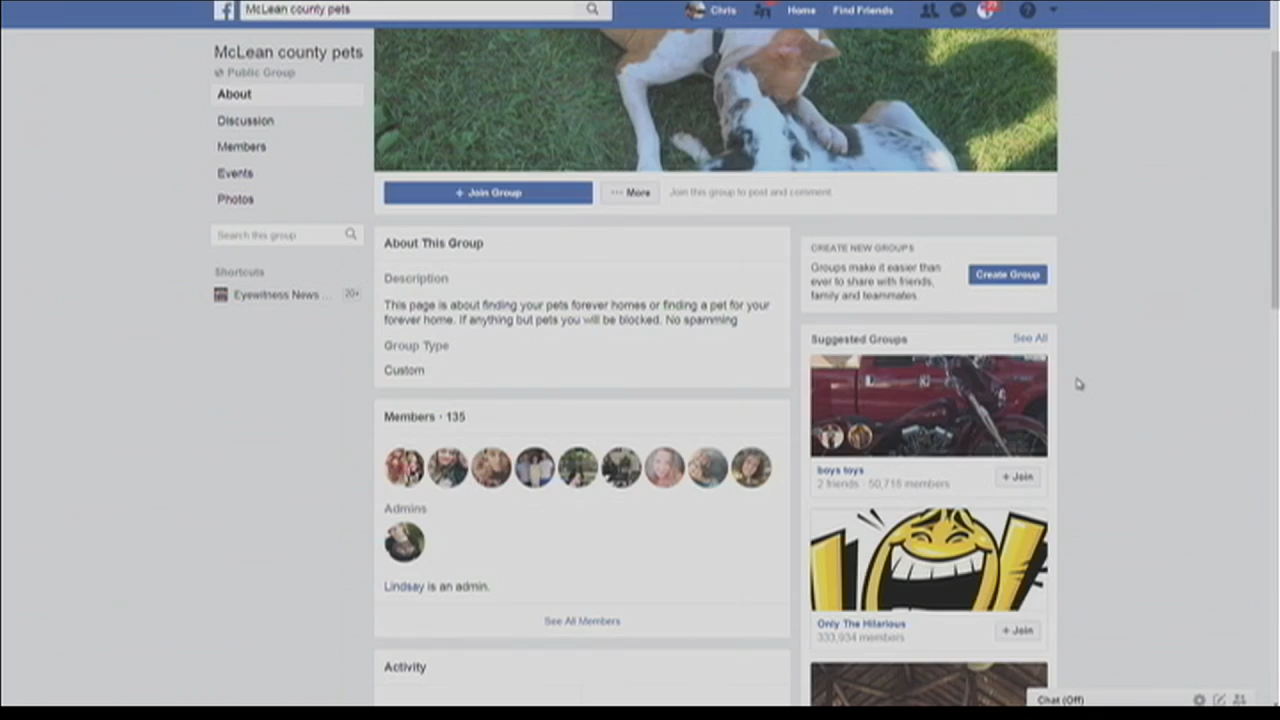 McLean county pets
Chris
Home
Find Friends
McLean county pets
Public Group
About
Discussion
Members
Events
Photos
Search this group
Shortcuts
Eyewitness News ...
20+
+ Join Group
··· More
Join this group to post and comment.
About This Group
Description
This page is about finding your pets forever homes or finding a pet for your
forever home. If anything but pets you will be blocked. No spamming
Group Type
Custom
Members · 135
Admins
Lindsay is an admin.
See All Members
Activity
CREATE NEW GROUPS
Groups make it easier than
ever to share with friends,
family and teammates.
Create Group
Suggested Groups
See All
boys toys
2 friends · 50,715 members
+ Join
Only The Hilarious
333,934 members
+ Join
Chat (Off)